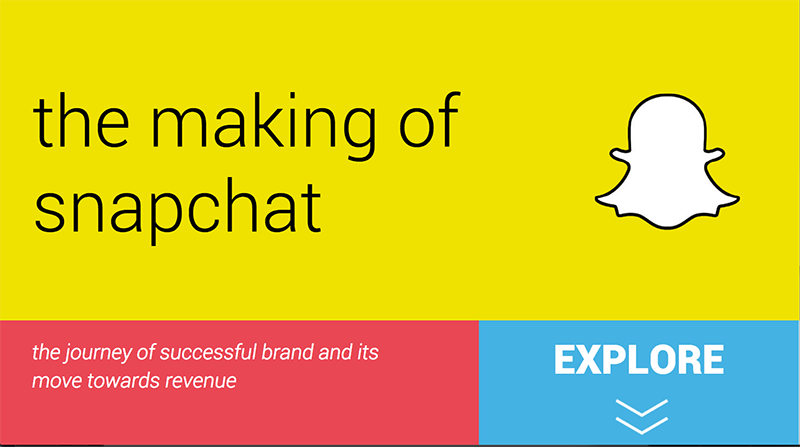 the making of
snapchat
the journey of successful brand and its
move towards revenue
EXPLORE